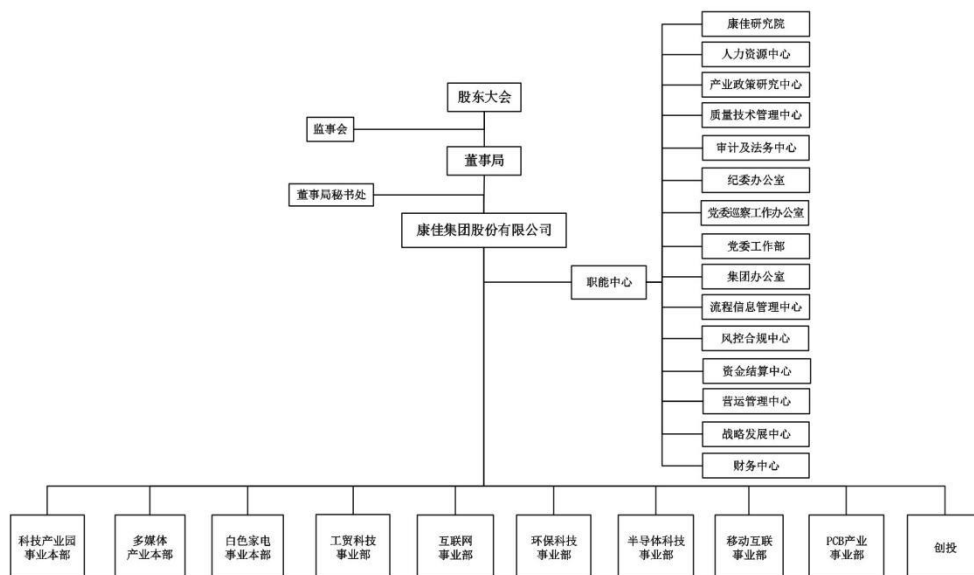 康佳研究院
人力资源中心
产业政策研究中心
股东大会
质量技术管理中心
监事会
审计及法务中心
董事局
纪委办公室
董事局秘书处
党委巡察工作办公室
康佳集团股份有限公司
党委工作部
职能中心
集团办公室
流程信息管理中心
风控合规中心
资金结算中心
营运管理中心
战略发展中心
财务中心
科技产业园
事业本部
多媒体
产业本部
白色家电
事业本部
工贸科技
事业部
互联网
事业部
环保科技
事业部
半导体科技
事业部
移动互联
事业部
PCB产业
事业部
创投